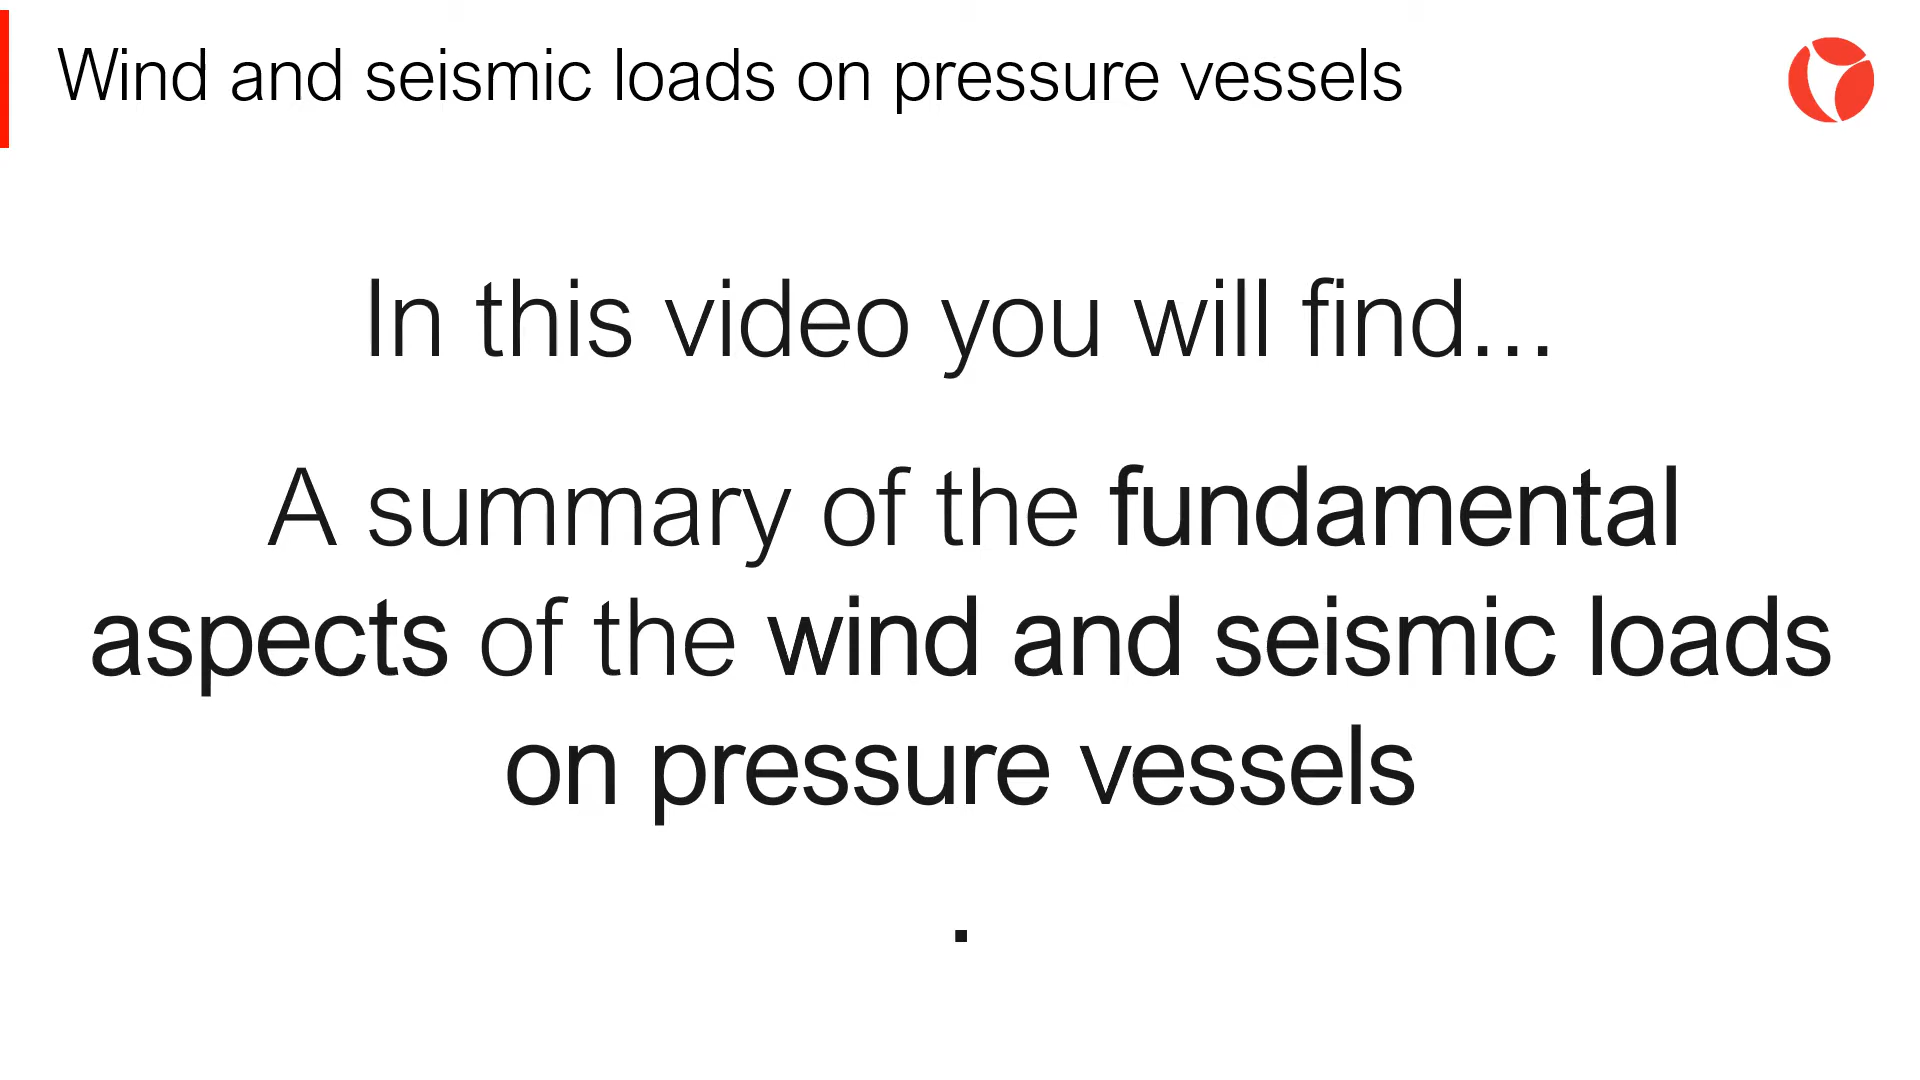 Wind and seismic loads on pressure vessels
In this video you will find...
A summary of the fundamental
aspects of the wind and seismic loads
on pressure vessels
.